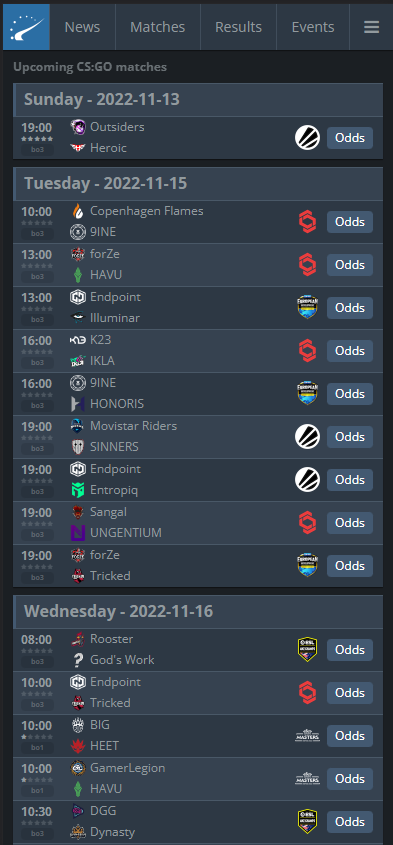 News Matches Results Events
Upcoming CS:GO matches
Sunday - 2022-11-13
19:00 Outsiders
bo3 Heroic Odds
Tuesday - 2022-11-15
10:00 Copenhagen Flames
bo3 9INE Odds
13:00 forZe
bo3 HAVU Odds
13:00 Endpoint
bo3 Illuminar Odds
16:00 K23
bo3 IKLA Odds
16:00 9INE
bo3 HONORIS Odds
19:00 Movistar Riders
bo3 SINNERS Odds
19:00 Endpoint
bo3 Entropiq Odds
19:00 Sangal
bo3 UNGENTIUM Odds
19:00 forZe
bo3 Tricked Odds
Wednesday - 2022-11-16
08:00 Rooster
bo3 God's Work Odds
10:00 Endpoint
bo3 Tricked Odds
10:00 BIG
bo1 HEET MASTERS Odds
10:00 GamerLegion
bo1 HAVU MASTERS Odds
10:30 DGG
bo3 Dynasty Odds